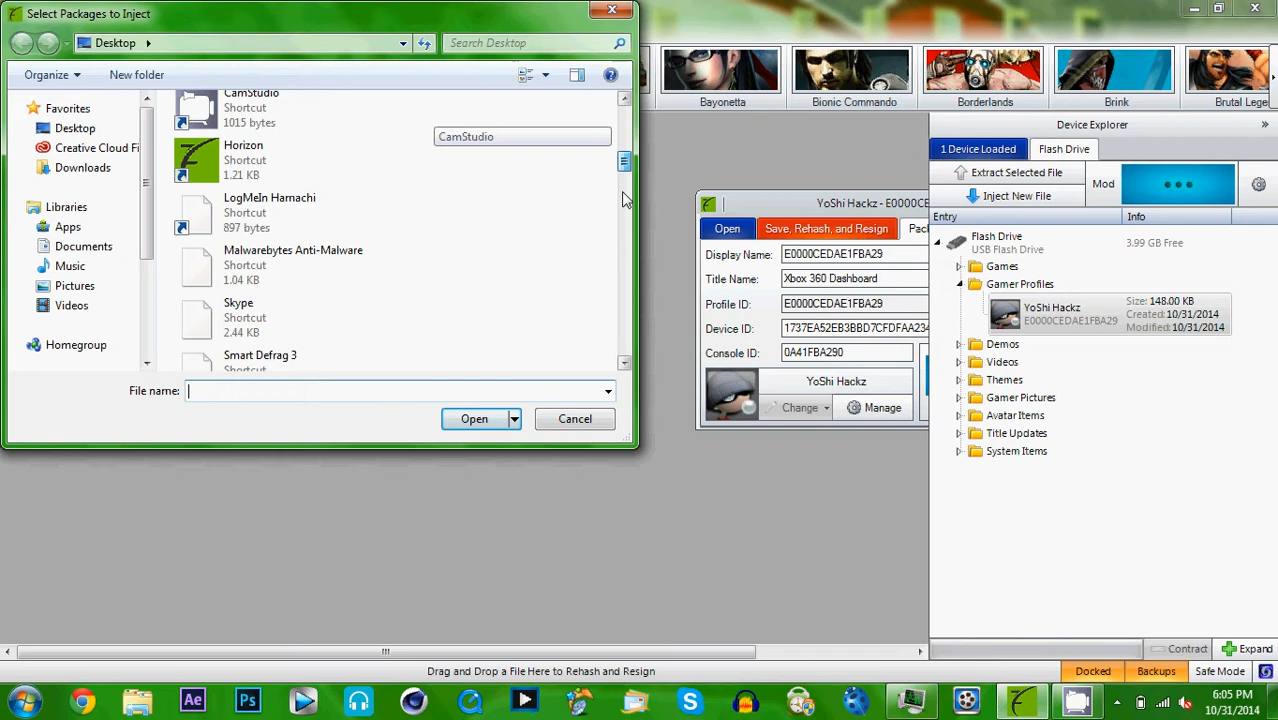 Select Packages to Inject
Desktop
Search Desktop
Organize
New folder
Favorites
Desktop
Creative Cloud Fi
Downloads
Libraries
Apps
Documents
Music
Pictures
Videos
Homegroup
CamStudio
Shortcut
1015 bytes
CamStudio
Horizon
Shortcut
1.21 KB
LogMeIn Hamachi
Shortcut
897 bytes
Malwarebytes Anti-Malware
Shortcut
1.04 KB
Skype
Shortcut
2.44 KB
Smart Defrag 3
Shortcut
File name:
Open
Cancel
Bayonetta
Bionic Commando
Borderlands
Brink
Brutal Lege
YoShi Hackz - E0000CE
Open
Save, Rehash, and Resign
Pac
Display Name:
E0000CEDAE1FBA29
Title Name:
Xbox 360 Dashboard
Profile ID:
E0000CEDAE1FBA29
Device ID:
1737EA52EB3BBD7CFDFAA234
Console ID:
0A41FBA290
YoShi Hackz
Change
Manage
Device Explorer
1 Device Loaded
Flash Drive
Extract Selected File
Inject New File
Mod
Entry
Info
Flash Drive
USB Flash Drive
3.99 GB Free
Games
Gamer Profiles
YoShi Hackz
E0000CEDAE1FBA29
Size: 148.00 KB
Created: 10/31/2014
Modified: 10/31/2014
Demos
Videos
Themes
Gamer Pictures
Avatar Items
Title Updates
System Items
Contract
Expand
Drag and Drop a File Here to Rehash and Resign
Docked
Backups
Safe Mode
Ae
Ps
6:05 PM
10/31/2014